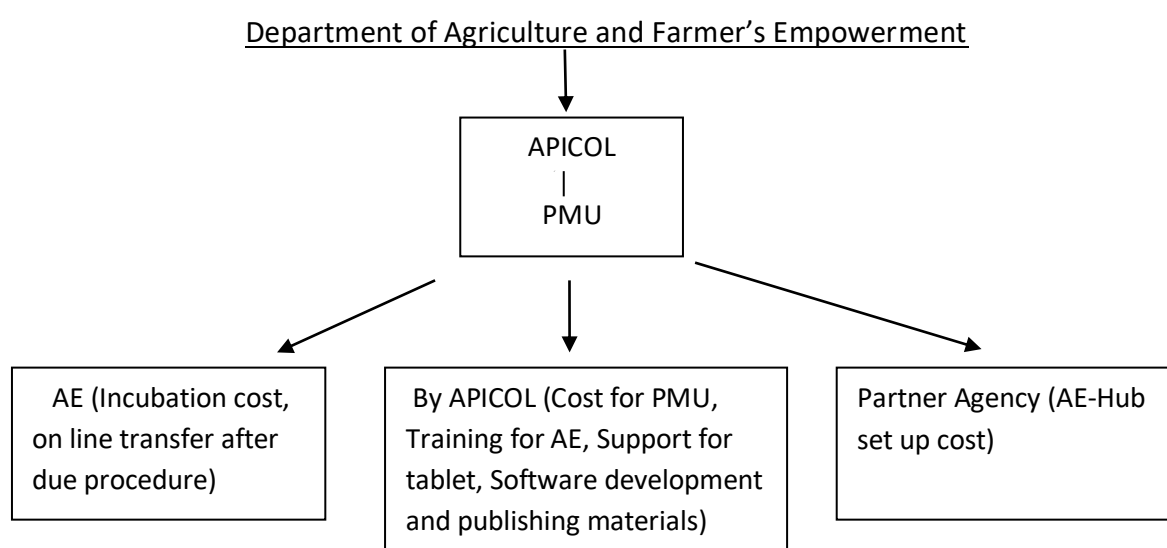 Department of Agriculture and Farmer’s Empowerment
APICOL
PMU
AE (Incubation cost,
on line transfer after
due procedure)
By APICOL (Cost for PMU,
Training for AE, Support for
tablet, Software development
and publishing materials)
Partner Agency (AE-Hub
set up cost)